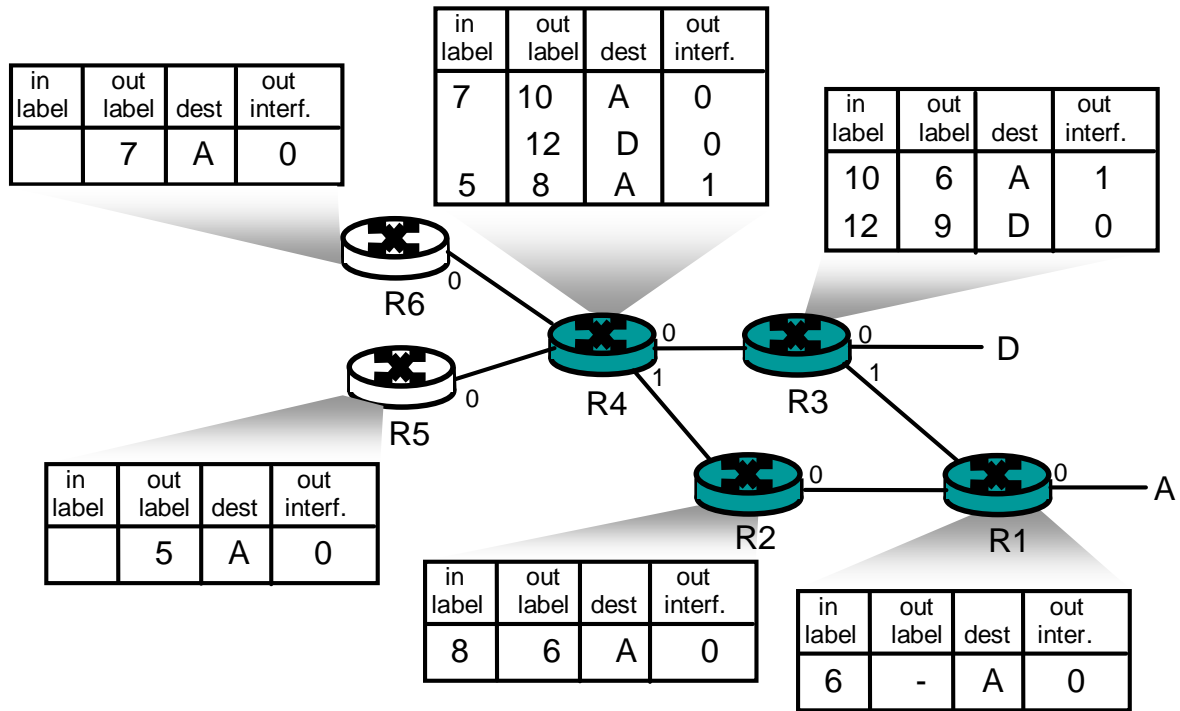 in out dest out
label label interf.
7 10 A 0
12 D 0
5 8 A 1
in out dest out
label label interf.
7 A 0
in out dest out
label label interf.
10 6 A 1
12 9 D 0
0
R6
0
1
R4
0
1
R3
D
0
R5
0
R2
0
R1
A
in out dest out
label label interf.
5 A 0
in out dest out
label label interf.
8 6 A 0
in out dest out
label label inter.
6 - A 0